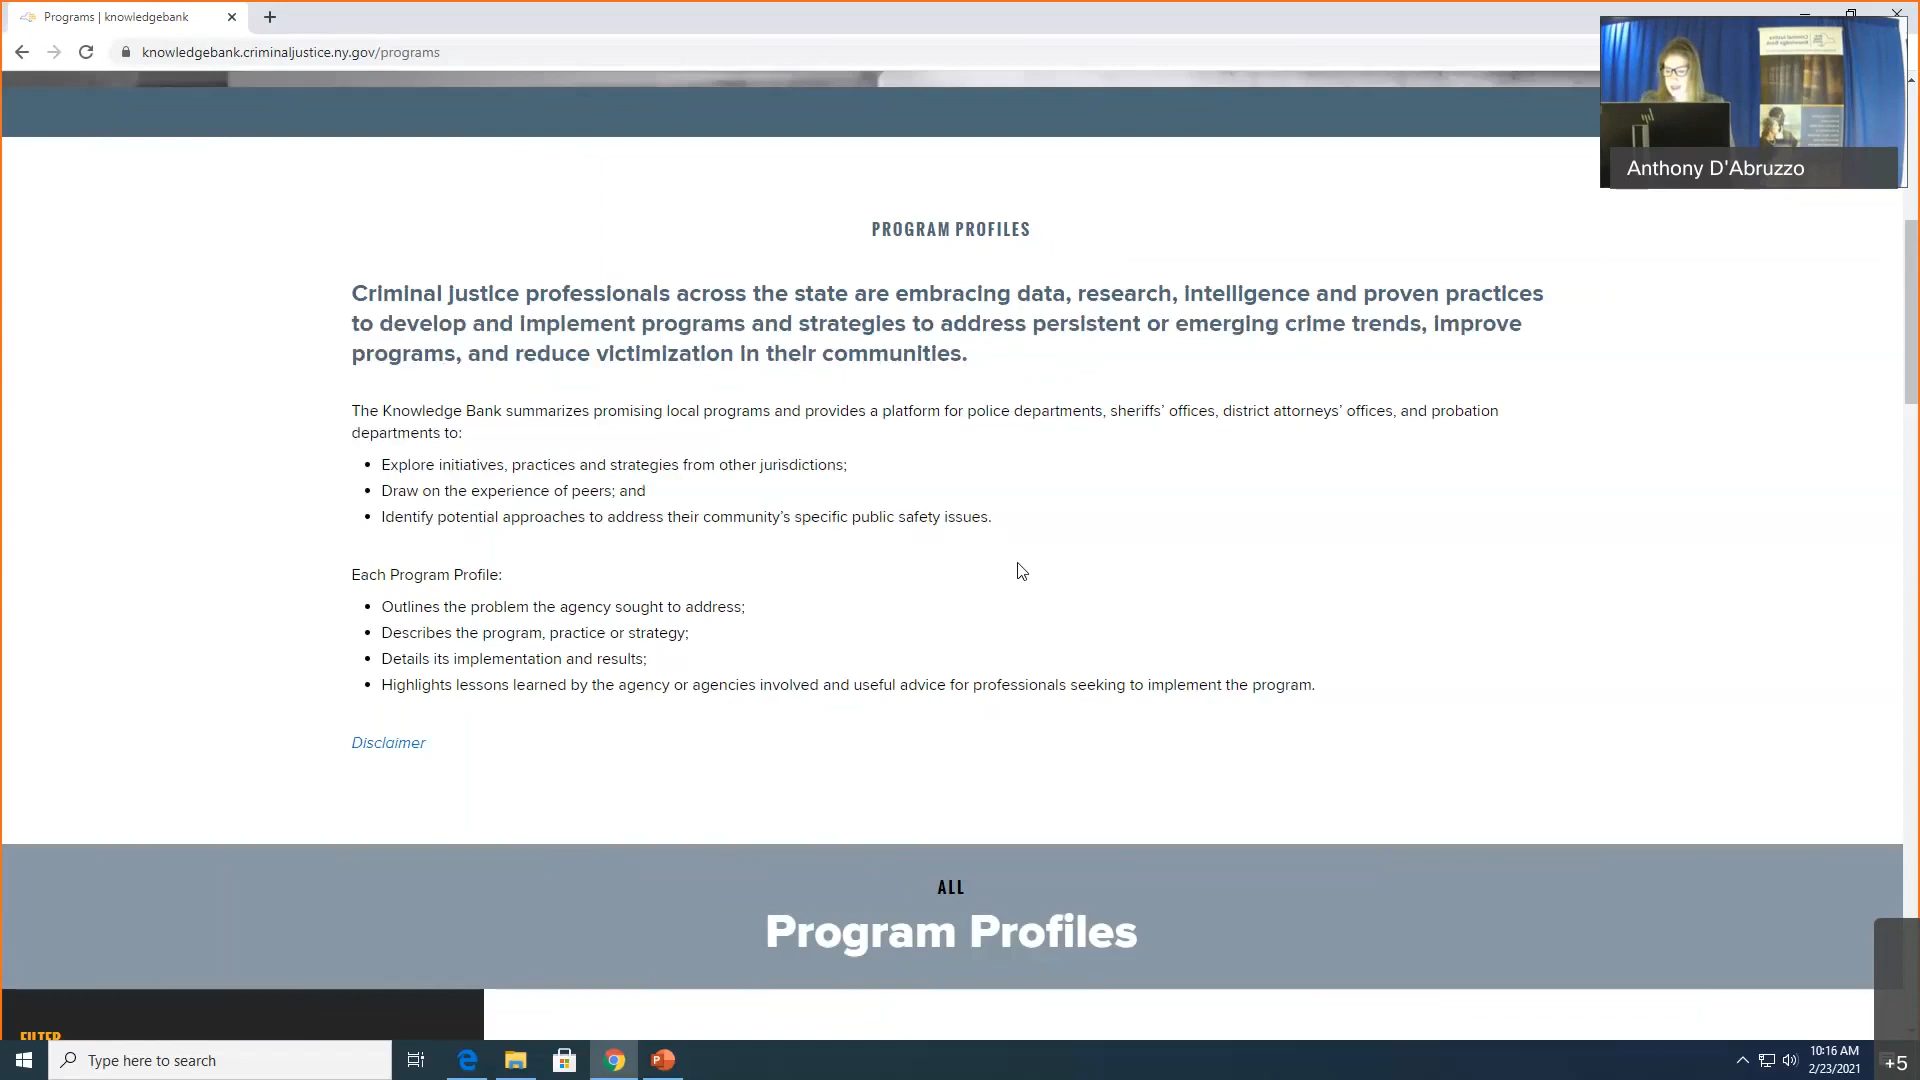 Programs | knowledgebank
knowledgebank.criminaljustice.ny.gov/programs
Anthony D'Abruzzo
PROGRAM PROFILES
Criminal justice professionals across the state are embracing data, research, intelligence and proven practices
to develop and implement programs and strategies to address persistent or emerging crime trends, improve
programs, and reduce victimization in their communities.
The Knowledge Bank summarizes promising local programs and provides a platform for police departments, sheriffs’ offices, district attorneys’ offices, and probation
departments to:
• Explore initiatives, practices and strategies from other jurisdictions;
• Draw on the experience of peers; and
• Identify potential approaches to address their community’s specific public safety issues.
Each Program Profile:
• Outlines the problem the agency sought to address;
• Describes the program, practice or strategy;
• Details its implementation and results;
• Highlights lessons learned by the agency or agencies involved and useful advice for professionals seeking to implement the program.
Disclaimer
ALL
Program Profiles
FILTER
Type here to search
10:16 AM
2/23/2021
+5